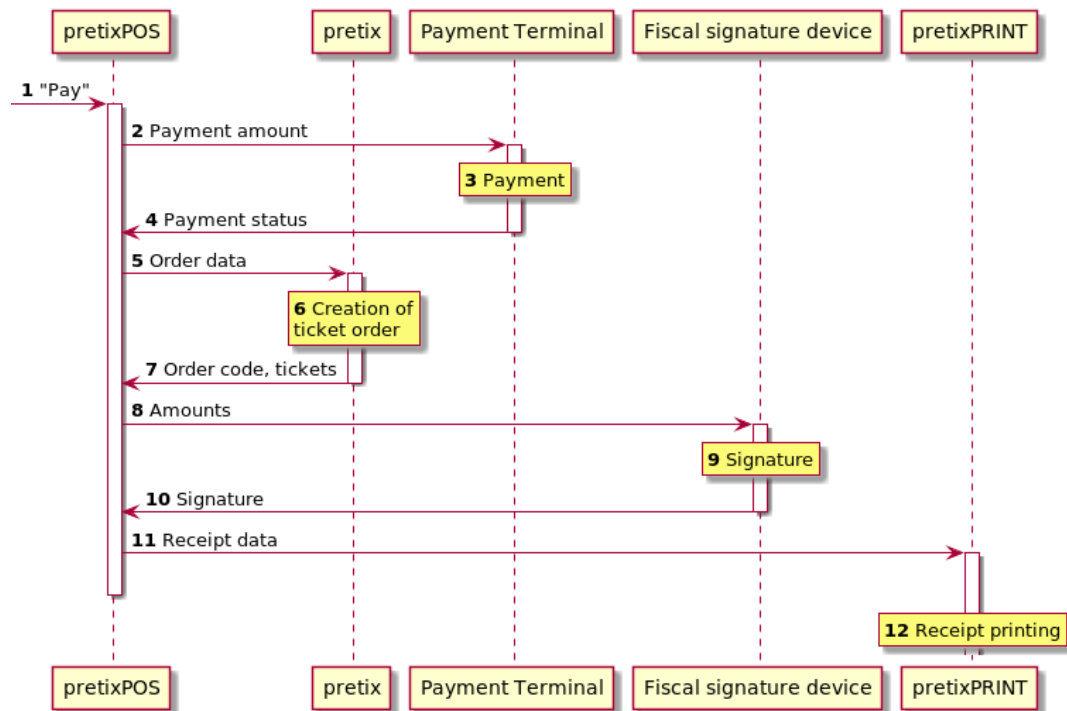 pretixPOS
pretix
Payment Terminal
Fiscal signature device
pretixPRINT
1 "Pay"
2 Payment amount
3 Payment
4 Payment status
5 Order data
6 Creation of
ticket order
7 Order code, tickets
8 Amounts
9 Signature
10 Signature
11 Receipt data
12 Receipt printing
pretixPOS
pretix
Payment Terminal
Fiscal signature device
pretixPRINT